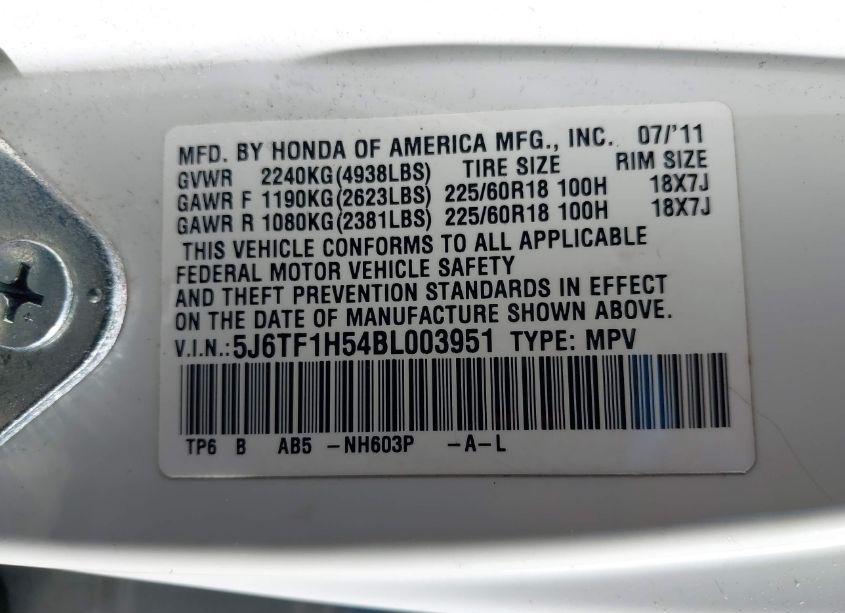 MFD. BY HONDA OF AMERICA MFG., INC. 07/'11
GVWR 2240KG(4938LBS) TIRE SIZE RIM SIZE
GAWR F 1190KG(2623LBS) 225/60R18 100H 18X7J
GAWR R 1080KG(2381LBS) 225/60R18 100H 18X7J
THIS VEHICLE CONFORMS TO ALL APPLICABLE
FEDERAL MOTOR VEHICLE SAFETY
AND THEFT PREVENTION STANDARDS IN EFFECT
ON THE DATE OF MANUFACTURE SHOWN ABOVE.
V.I.N.: 5J6TF1H54BL003951 TYPE: MPV
TP6 B AB5 -NH603P -A-L